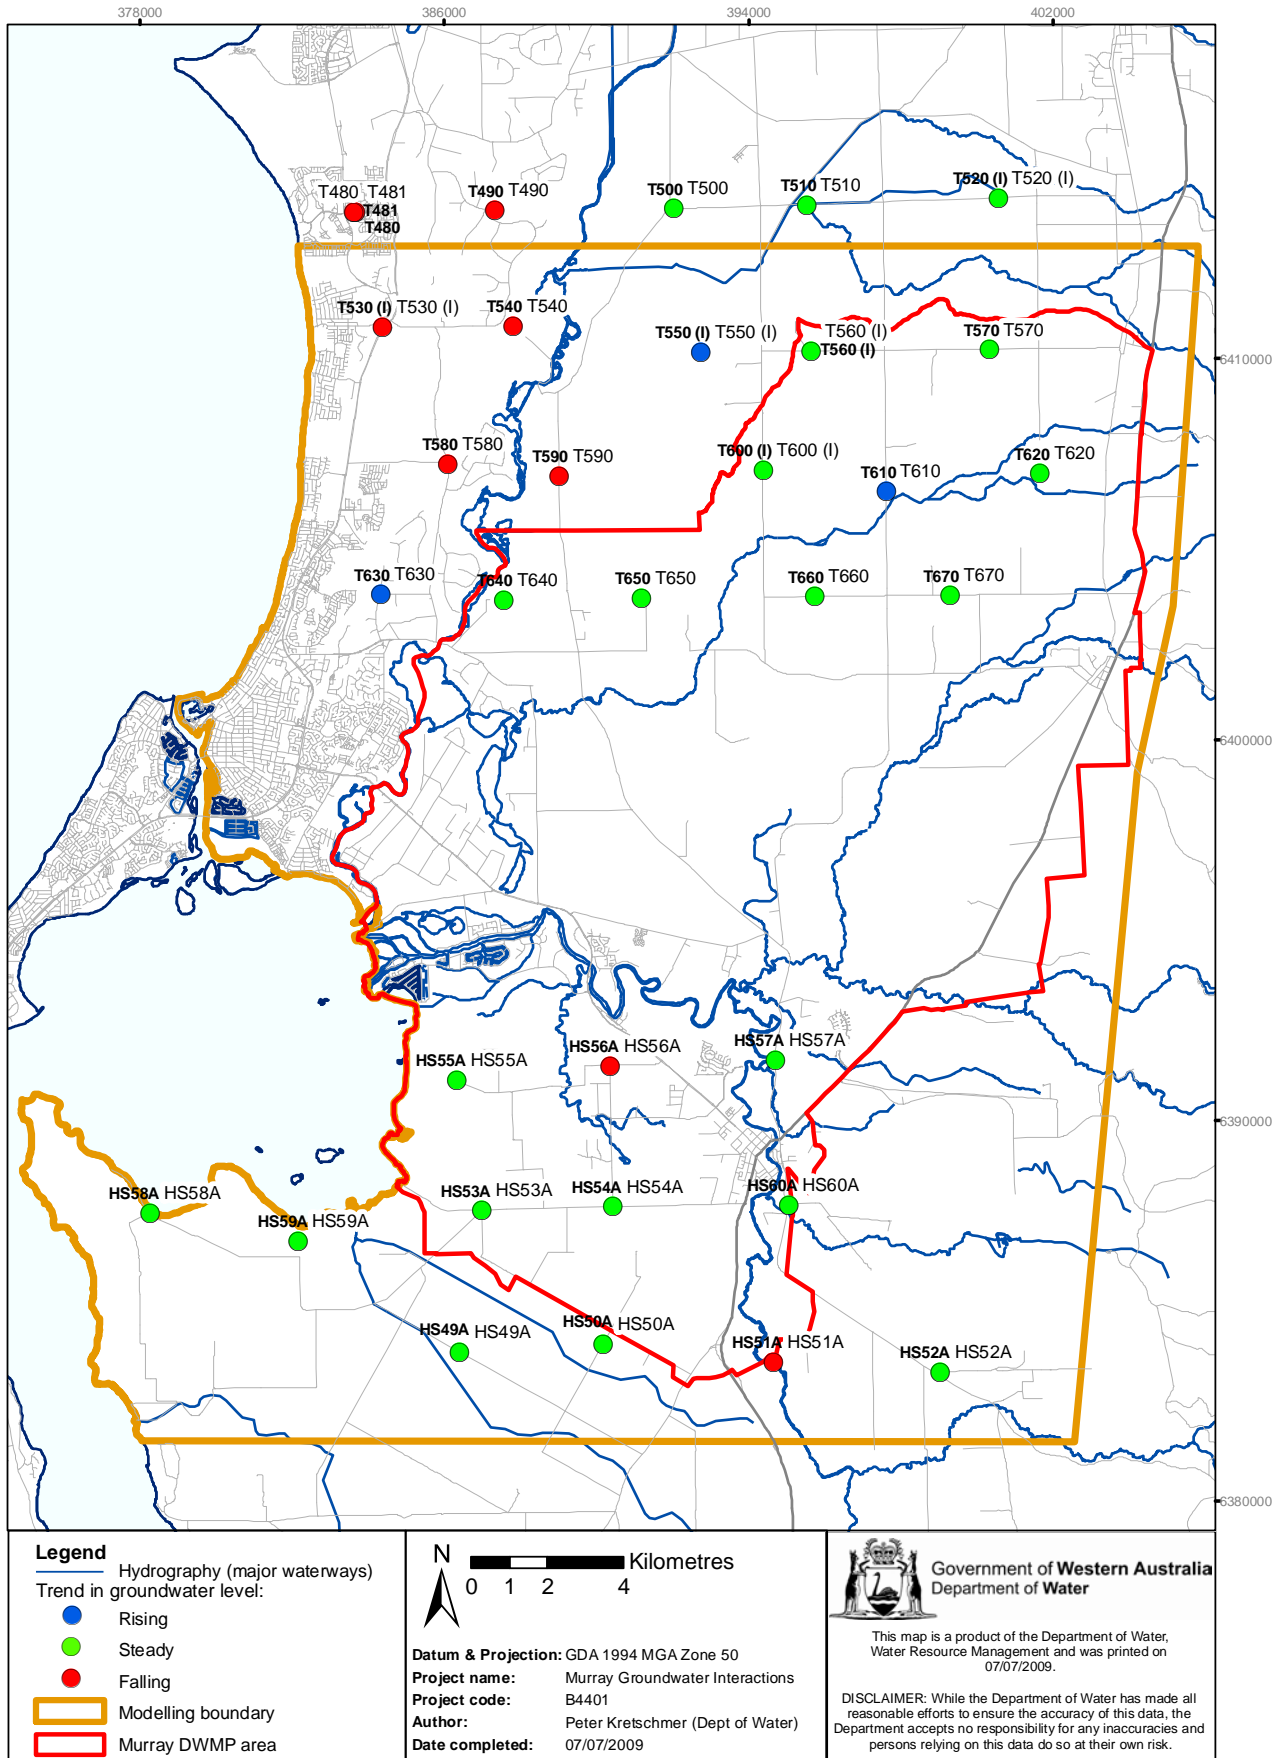 378000 386000 394000 402000
T480 T481
T481
T480
T490 T490
T500 T500
T510 T510
T520 (I) T520 (I)
T530 (I) T530 (I)
T540 T540
T550 (I) T550 (I)
T560 (I)
T560 (I)
T570 T570
6410000
T580 T580
T590 T590
T600 (I) T600 (I)
T610 T610
T620 T620
T630 T630
T640 T640
T650 T650
T660 T660
T670 T670
6400000
HS55A HS55A
HS56A HS56A
HS57A HS57A
6390000
HS58A HS58A
HS59A HS59A
HS53A HS53A
HS54A HS54A
HS60A HS60A
HS49A HS49A
HS50A HS50A
HS51A HS51A
HS52A HS52A
6380000
Legend
Hydrography (major waterways)
Trend in groundwater level:
Rising
Steady
Falling
Modelling boundary
Murray DWMP area
N
Kilometres
0 1 2 4
Datum & Projection: GDA 1994 MGA Zone 50
Project name: Murray Groundwater Interactions
Project code: B4401
Author: Peter Kretschmer (Dept of Water)
Date completed: 07/07/2009
Government of Western Australia
Department of Water
This map is a product of the Department of Water,
Water Resource Management and was printed on
07/07/2009.
DISCLAIMER: While the Department of Water has made all
reasonable efforts to ensure the accuracy of this data, the
Department accepts no responsibility for any inaccuracies and
persons relying on this data do so at their own risk.